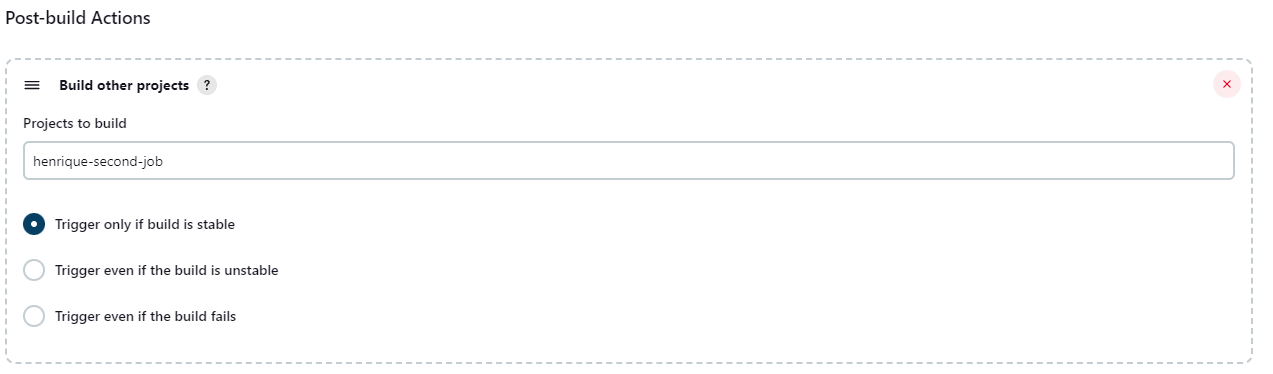 Post-build Actions
Build other projects ?
Projects to build
henrique-second-job
Trigger only if build is stable
Trigger even if the build is unstable
Trigger even if the build fails